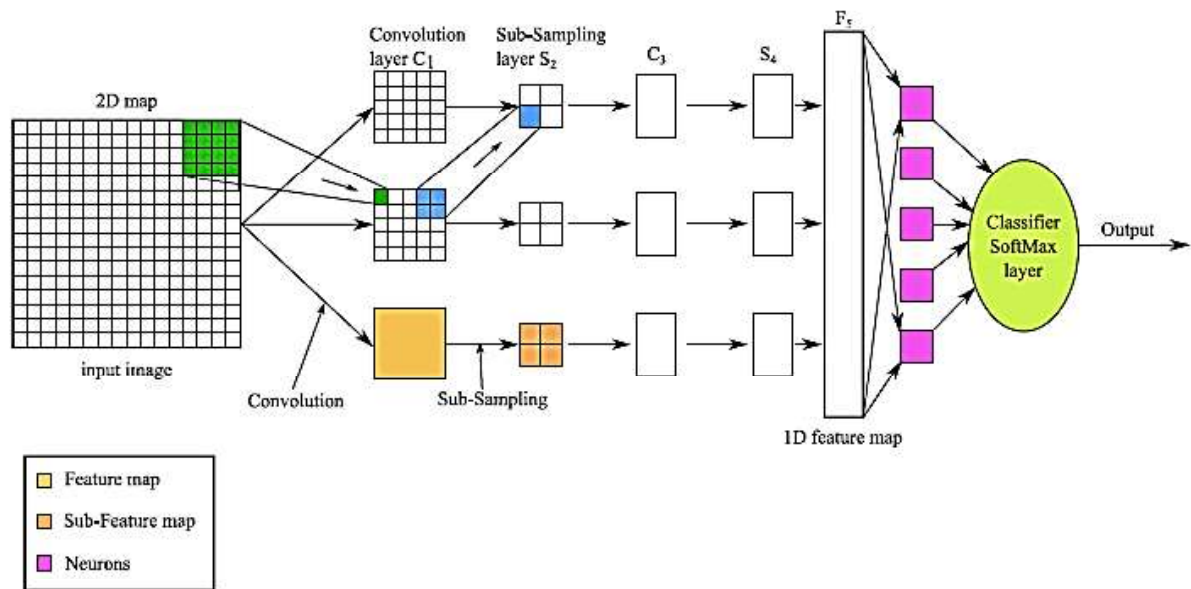 F₅
Convolution
layer C₁
Sub-Sampling
layer S₂
C₃
S₄
2D map
Classifier
SoftMax
layer
Output
input image
Convolution
Sub-Sampling
1D feature map
Feature map
Sub-Feature map
Neurons